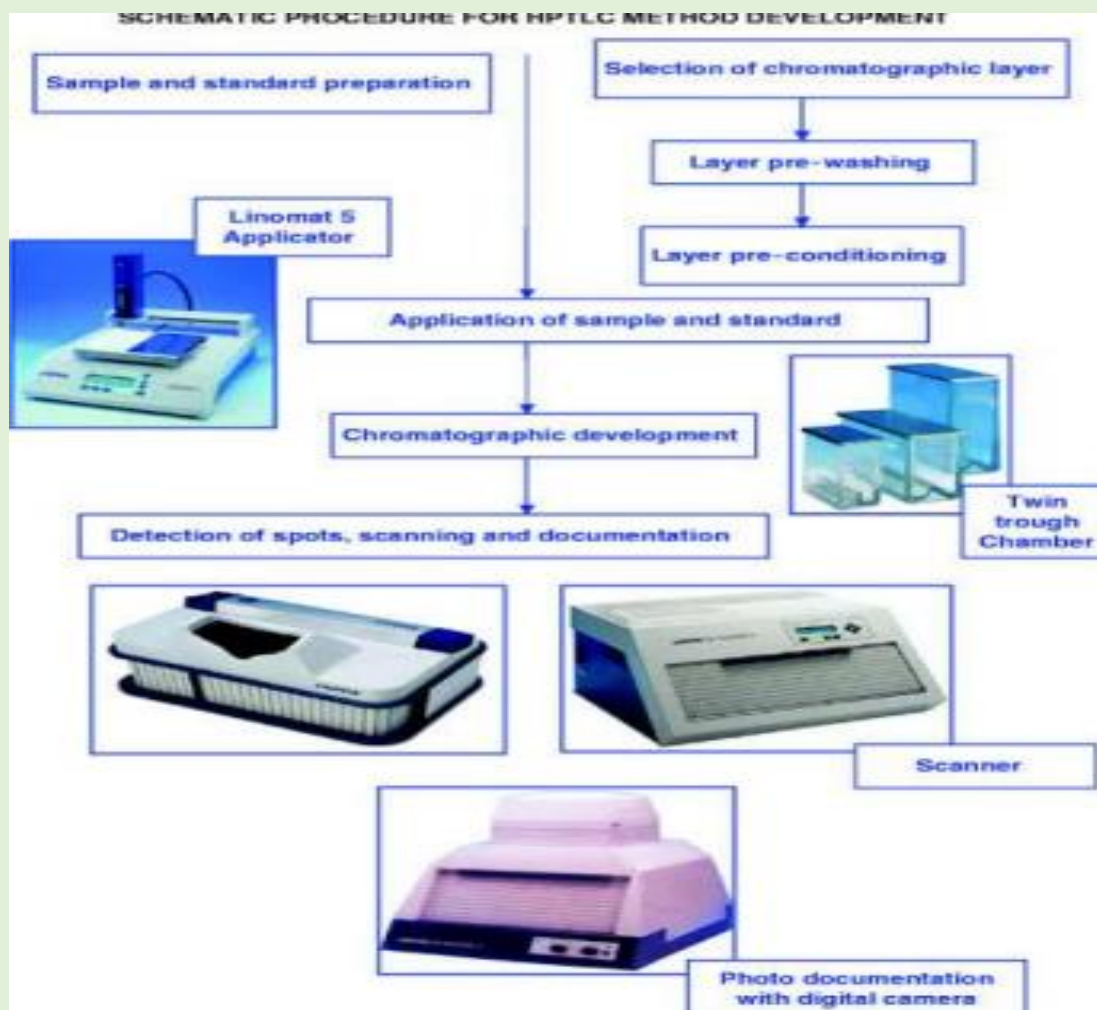 SCHEMATIC PROCEDURE FOR HPTLC METHOD DEVELOPMENT
Sample and standard preparation
Selection of chromatographic layer
Layer pre-washing
Linomat 5
Applicator
Layer pre-conditioning
Application of sample and standard
Chromatographic development
Twin
trough
Chamber
Detection of spots, scanning and documentation
Scanner
Photo documentation
with digital camera